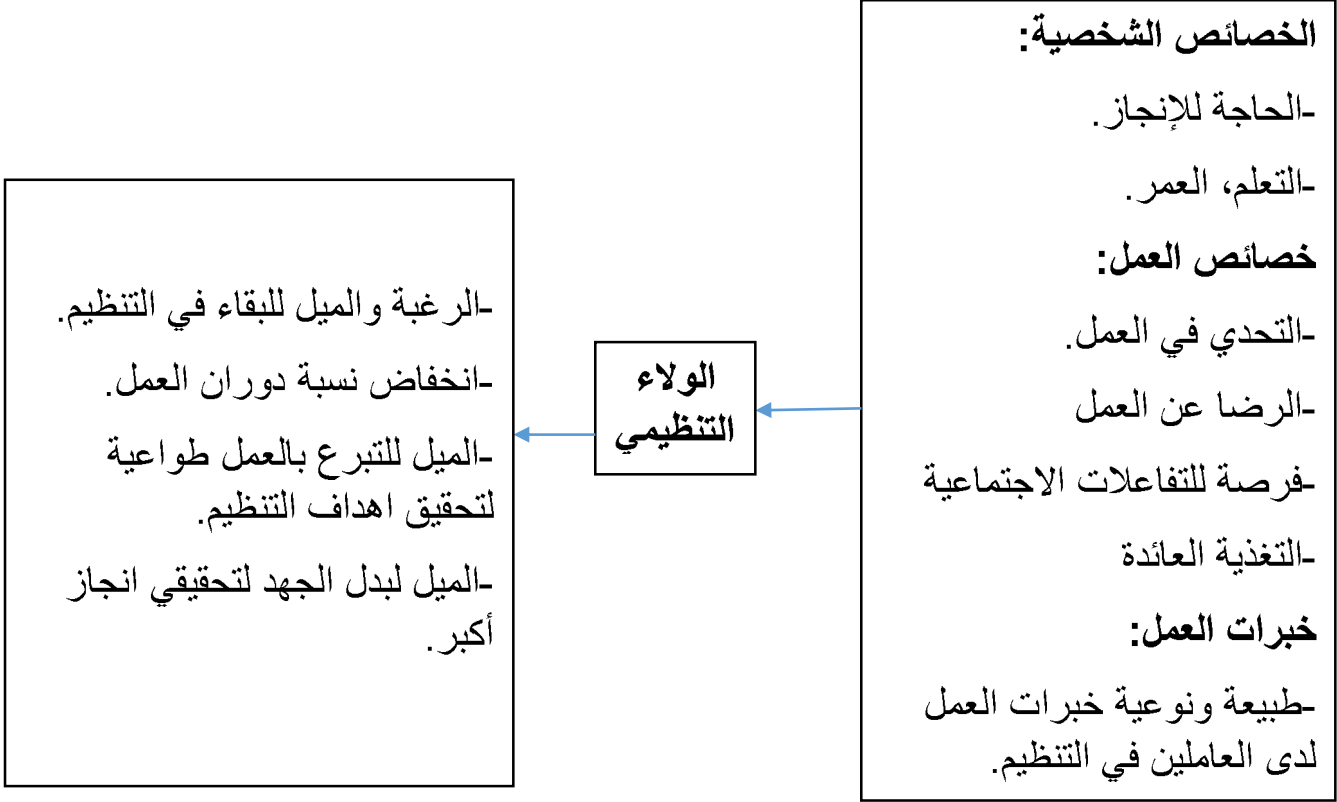 الخصائص الشخصية:
-الحاجة للإنجاز.
-التعلم، العمر.
خصائص العمل:
-التحدي في العمل.
-الرضا عن العمل
-فرصة للتفاعلات الاجتماعية
-التغذية العائدة
خبرات العمل:
-طبيعة ونوعية خبرات العمل
لدى العاملين في التنظيم.
الولاء
التنظيمي
-الرغبة والميل للبقاء في التنظيم.
-انخفاض نسبة دوران العمل.
-الميل للتبرع بالعمل طواعية
لتحقيق اهداف التنظيم.
-الميل لبدل الجهد لتحقيقي انجاز
أكبر.